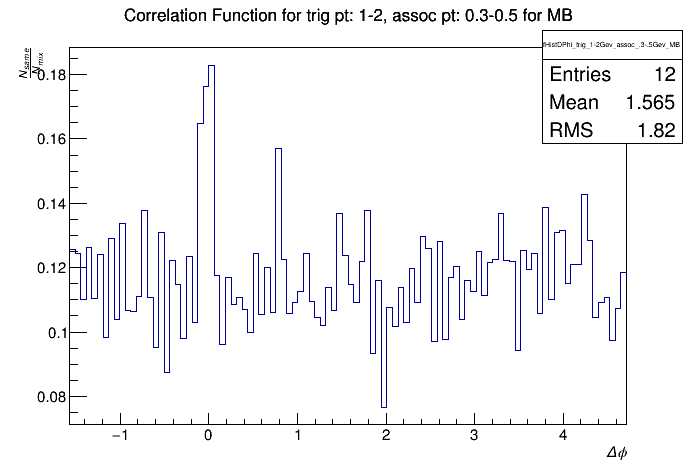 Correlation Function for trig pt: 1-2, assoc pt: 0.3-0.5 for MB
fHistDPhi_trig_1-2Gev_assoc_.3-.5Gev_MB
Entries 12
Mean 1.565
RMS 1.82
N_same
N_mix
0.18
0.16
0.14
0.12
0.1
0.08
−1 0 1 2 3 4
Δϕ